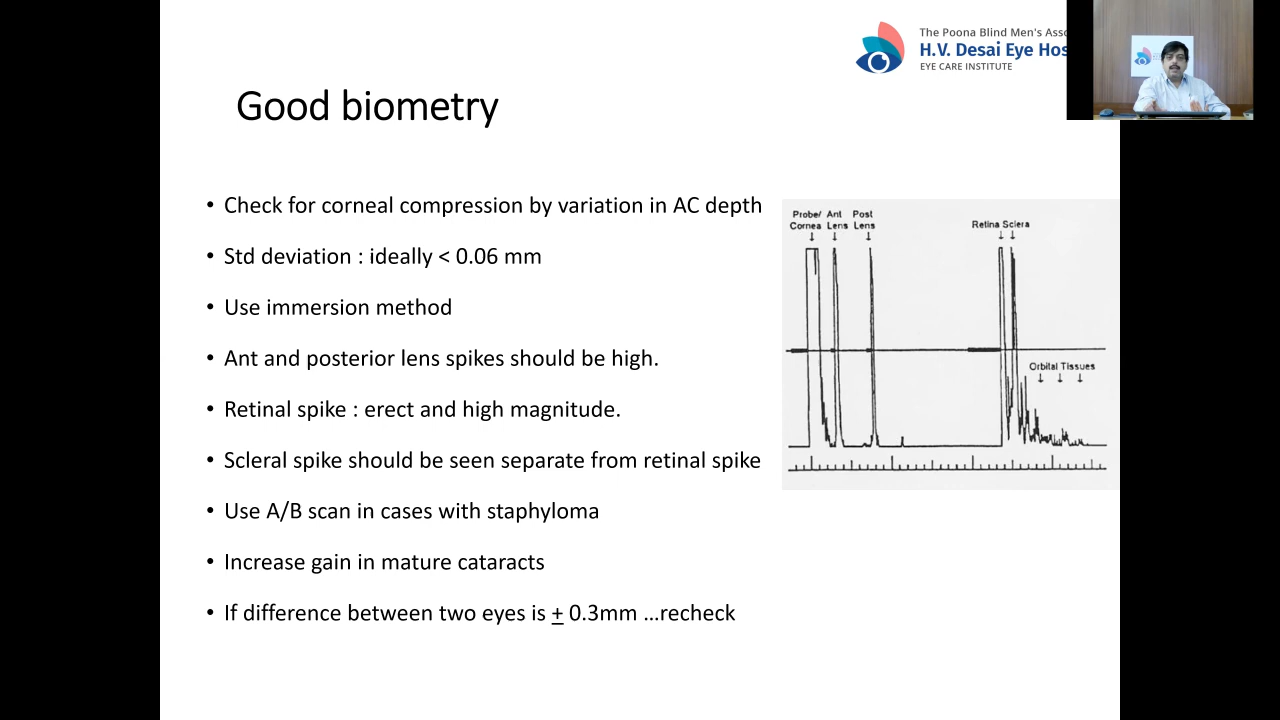 The Poona Blind Men's Asso
H.V. Desai Eye Hos
EYE CARE INSTITUTE
Good biometry
• Check for corneal compression by variation in AC depth
• Std deviation : ideally < 0.06 mm
• Use immersion method
• Ant and posterior lens spikes should be high.
• Retinal spike : erect and high magnitude.
• Scleral spike should be seen separate from retinal spike
• Use A/B scan in cases with staphyloma
• Increase gain in mature cataracts
• If difference between two eyes is ± 0.3mm …recheck
Probe/ Ant Post
Cornea Lens Lens
Retina Sclera
Orbital Tissues